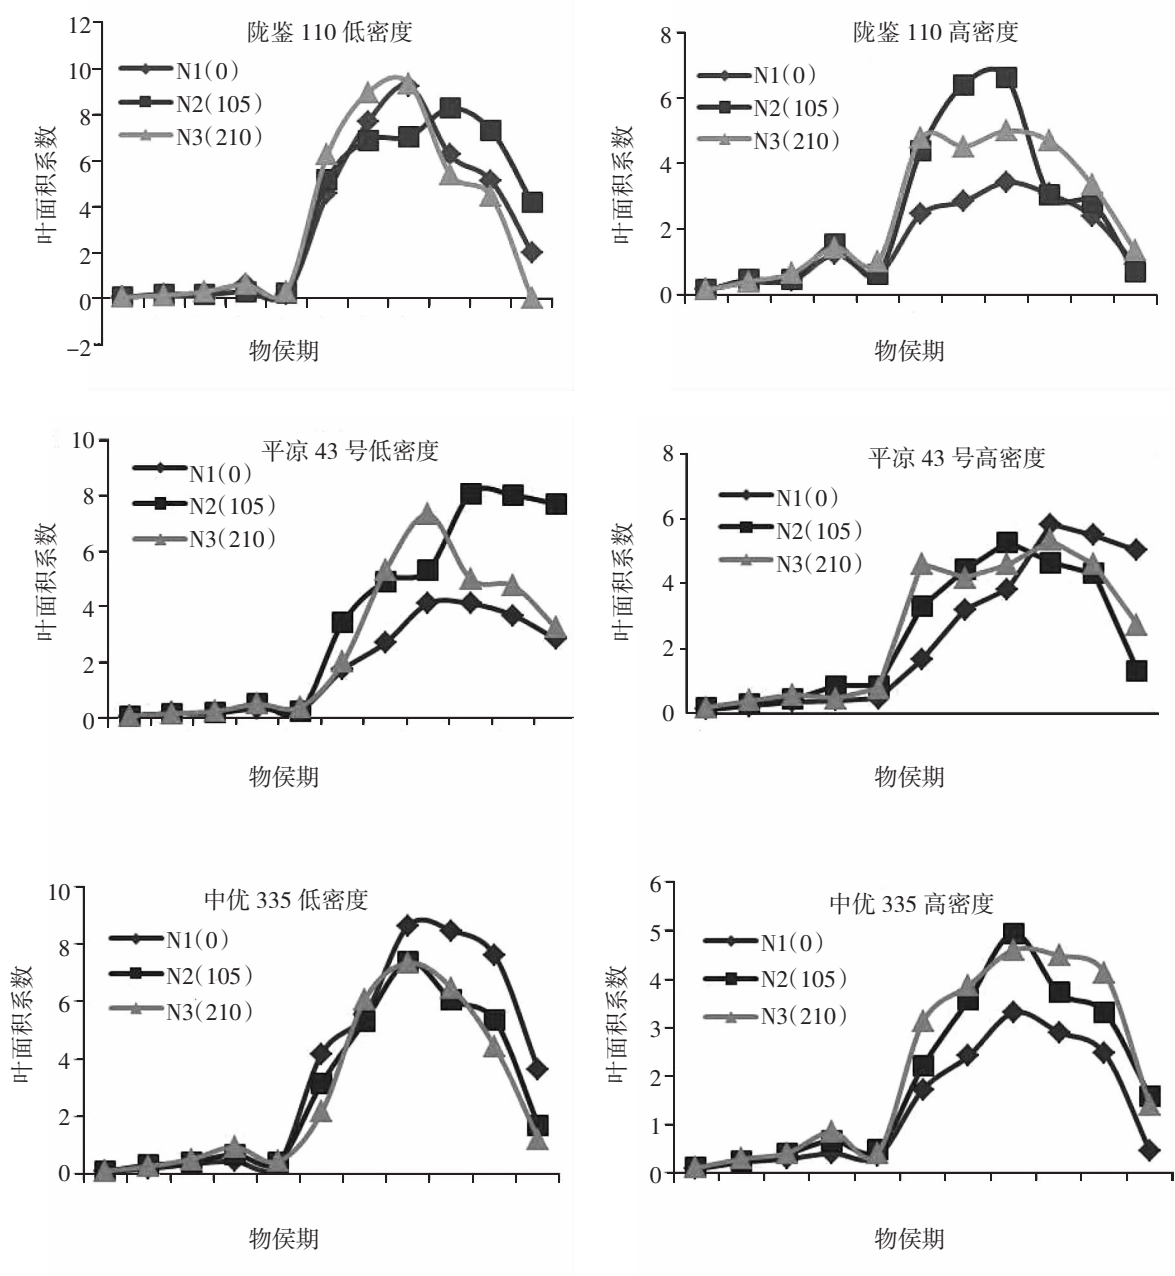 陇鉴 110 低密度
12
10
8
6
4
2
0
−2
N1(0)
N2(105)
N3(210)
叶面积系数
物侯期
陇鉴 110 高密度
8
6
4
2
0
N1(0)
N2(105)
N3(210)
叶面积系数
物侯期
平凉 43 号低密度
10
8
6
4
2
0
N1(0)
N2(105)
N3(210)
叶面积系数
物侯期
平凉 43 号高密度
8
6
4
2
0
N1(0)
N2(105)
N3(210)
叶面积系数
物侯期
中优 335 低密度
10
8
6
4
2
0
N1(0)
N2(105)
N3(210)
叶面积系数
物侯期
中优 335 高密度
6
5
4
3
2
1
0
N1(0)
N2(105)
N3(210)
叶面积系数
物侯期